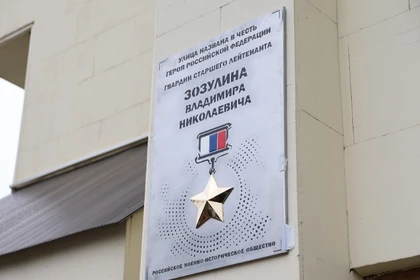 УЛИЦА НАЗВАНА В ЧЕСТЬ
ГЕРОЯ РОССИЙСКОЙ ФЕДЕРАЦИИ
ГВАРДИИ СТАРШЕГО ЛЕЙТЕНАНТА
ЗОЗУЛИНА
ВЛАДИМИРА
НИКОЛАЕВИЧА
РОССИЙСКОЕ ВОЕННО-ИСТОРИЧЕСКОЕ ОБЩЕСТВО